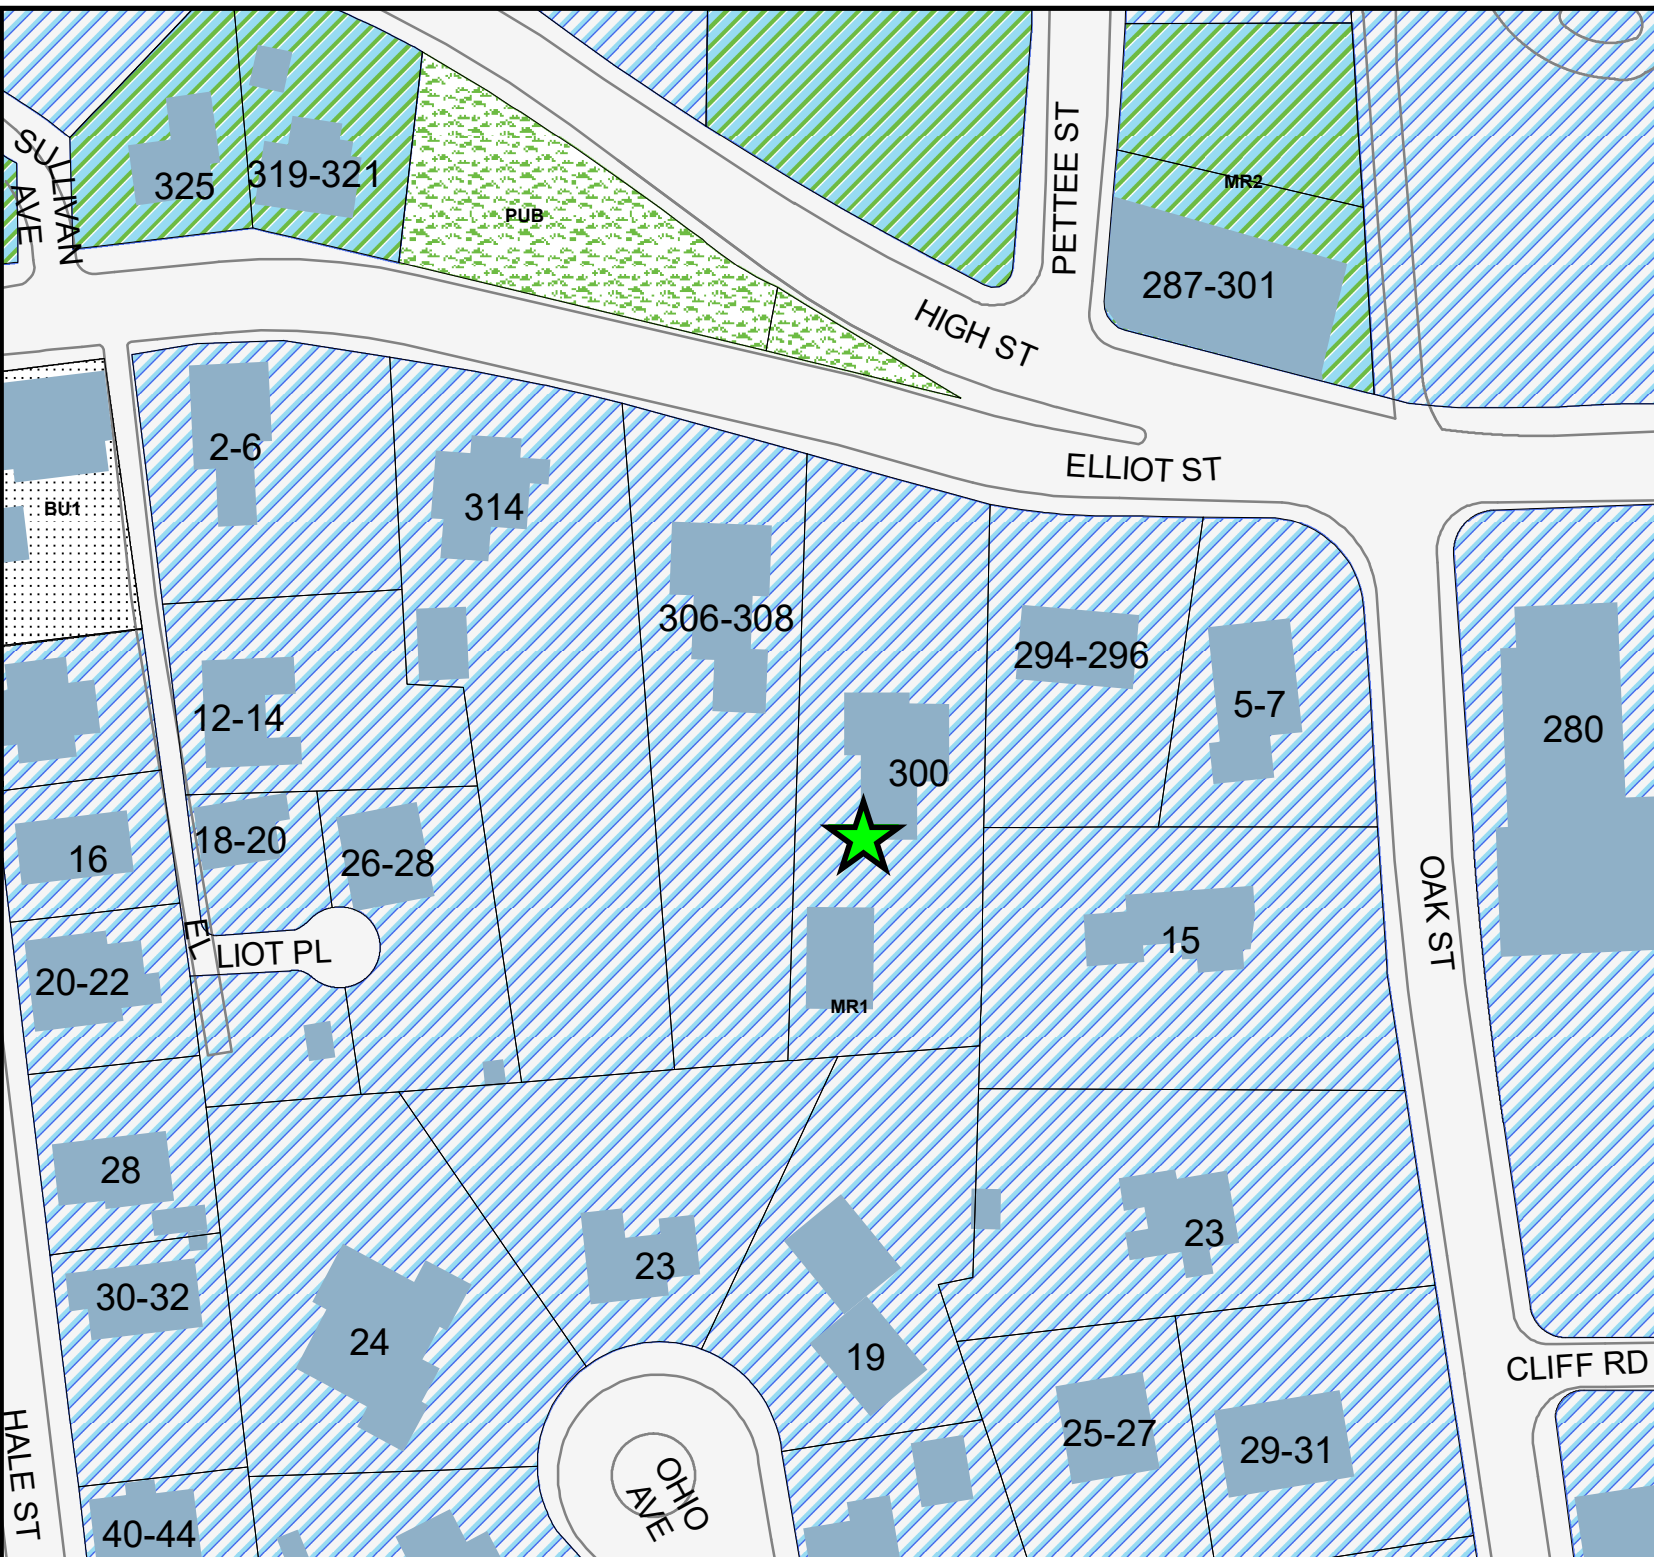 SULLIVAN
AVE
325
319-321
PUB
PETTEE ST
MR2
287-301
HIGH ST
ELLIOT ST
2-6
314
BU1
306-308
294-296
5-7
280
12-14
300
16
18-20
26-28
OAK ST
15
EL
LIOT PL
20-22
MR1
28
23
23
30-32
24
19
CLIFF RD
25-27
29-31
HALE ST
OHIO
AVE
40-44